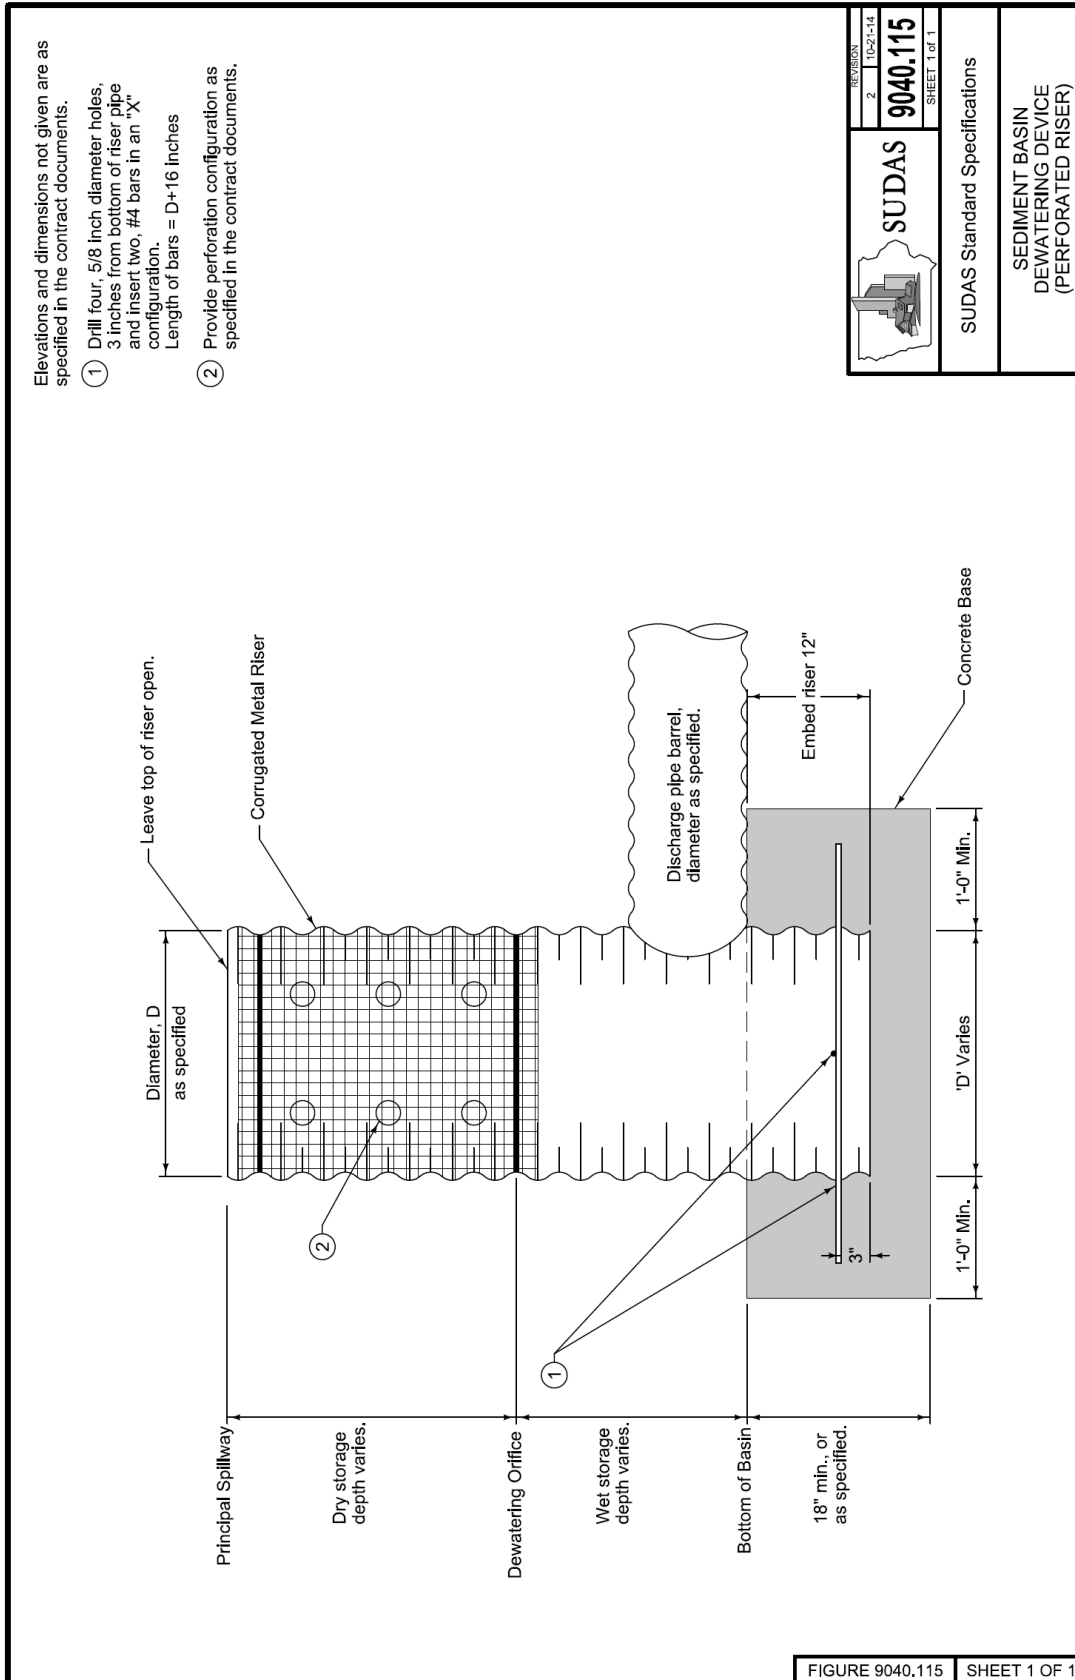 Elevations and dimensions not given are as
specified in the contract documents.
1 Drill four, 5/8 inch diameter holes,
3 inches from bottom of riser pipe
and insert two, #4 bars in an "X"
configuration.
Length of bars = D+16 Inches
2 Provide perforation configuration as
specified in the contract documents.
Leave top of riser open.
Corrugated Metal Riser
Diameter, D
as specified
2
Discharge pipe barrel,
diameter as specified.
Embed riser 12"
Concrete Base
Principal Spillway
Dry storage
depth varies.
Dewatering Orifice
Wet storage
depth varies.
Bottom of Basin
18" min., or
as specified.
1
3"
1'-0" Min.
'D' Varies
1'-0" Min.
SUDAS
REVISION
2 10-21-14
9040.115
SHEET 1 of 1
SUDAS Standard Specifications
SEDIMENT BASIN
DEWATERING DEVICE
(PERFORATED RISER)
FIGURE 9040.115 SHEET 1 OF 1